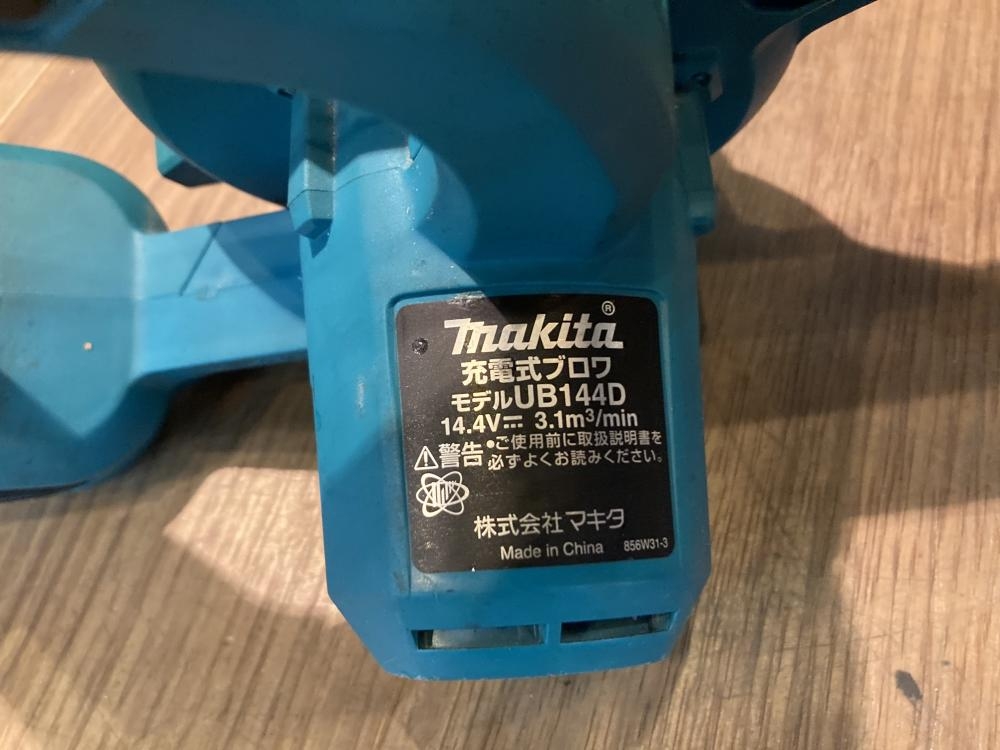 makita®
充電式ブロワ
モデルUB144D
14.4V⎓ 3.1m³/min
⚠警告 •ご使用前に取扱説明書を
必ずよくお読みください。
株式会社マキタ
Made in China 856W31-3